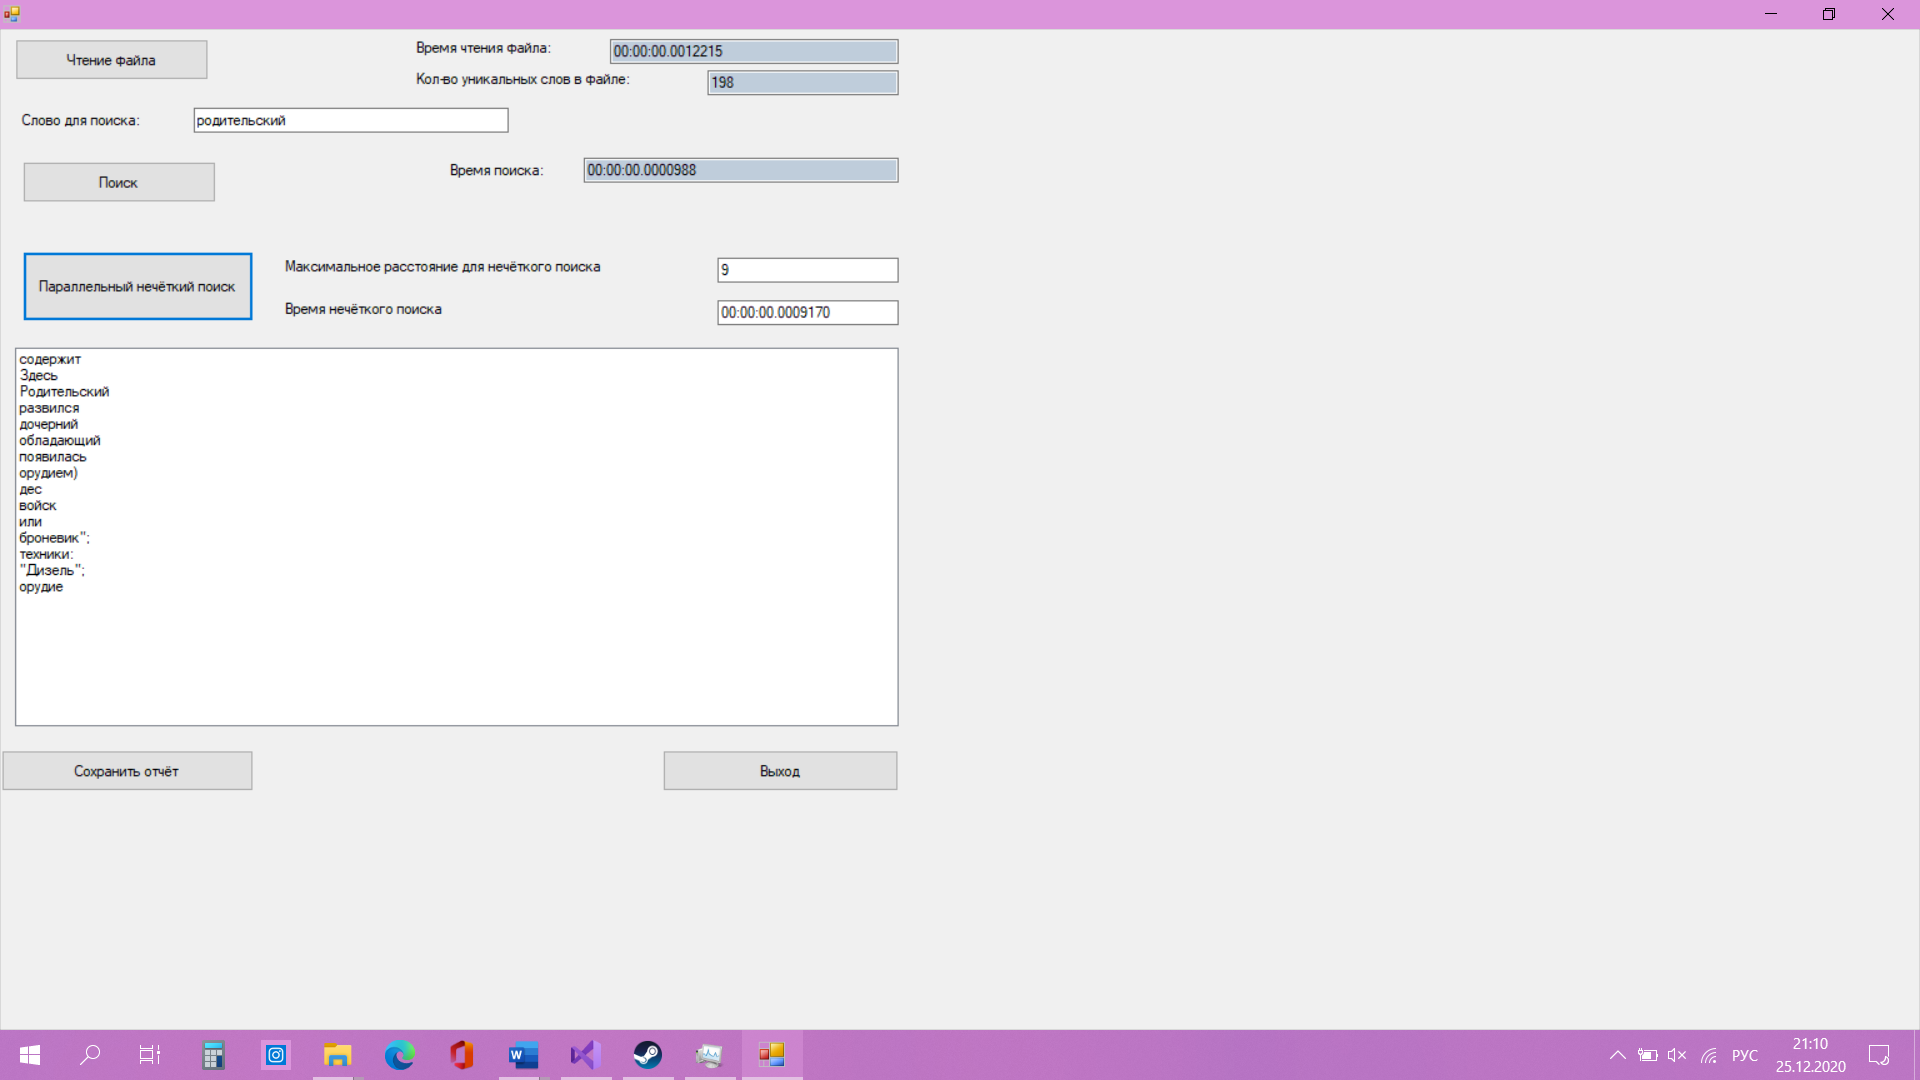 Чтение файла
Время чтения файла: 00:00:00.0012215
Кол-во уникальных слов в файле: 198
Слово для поиска: родительский
Поиск
Время поиска: 00:00:00.0000988
Параллельный нечёткий поиск
Максимальное расстояние для нечёткого поиска 9
Время нечёткого поиска 00:00:00.0009170
содержит
Здесь
Родительский
развился
дочерний
обладающий
появилась
орудием)
дес
войск
или
броневик";
техники:
"Дизель";
орудие
Сохранить отчёт
Выход
РУС
21:10
25.12.2020